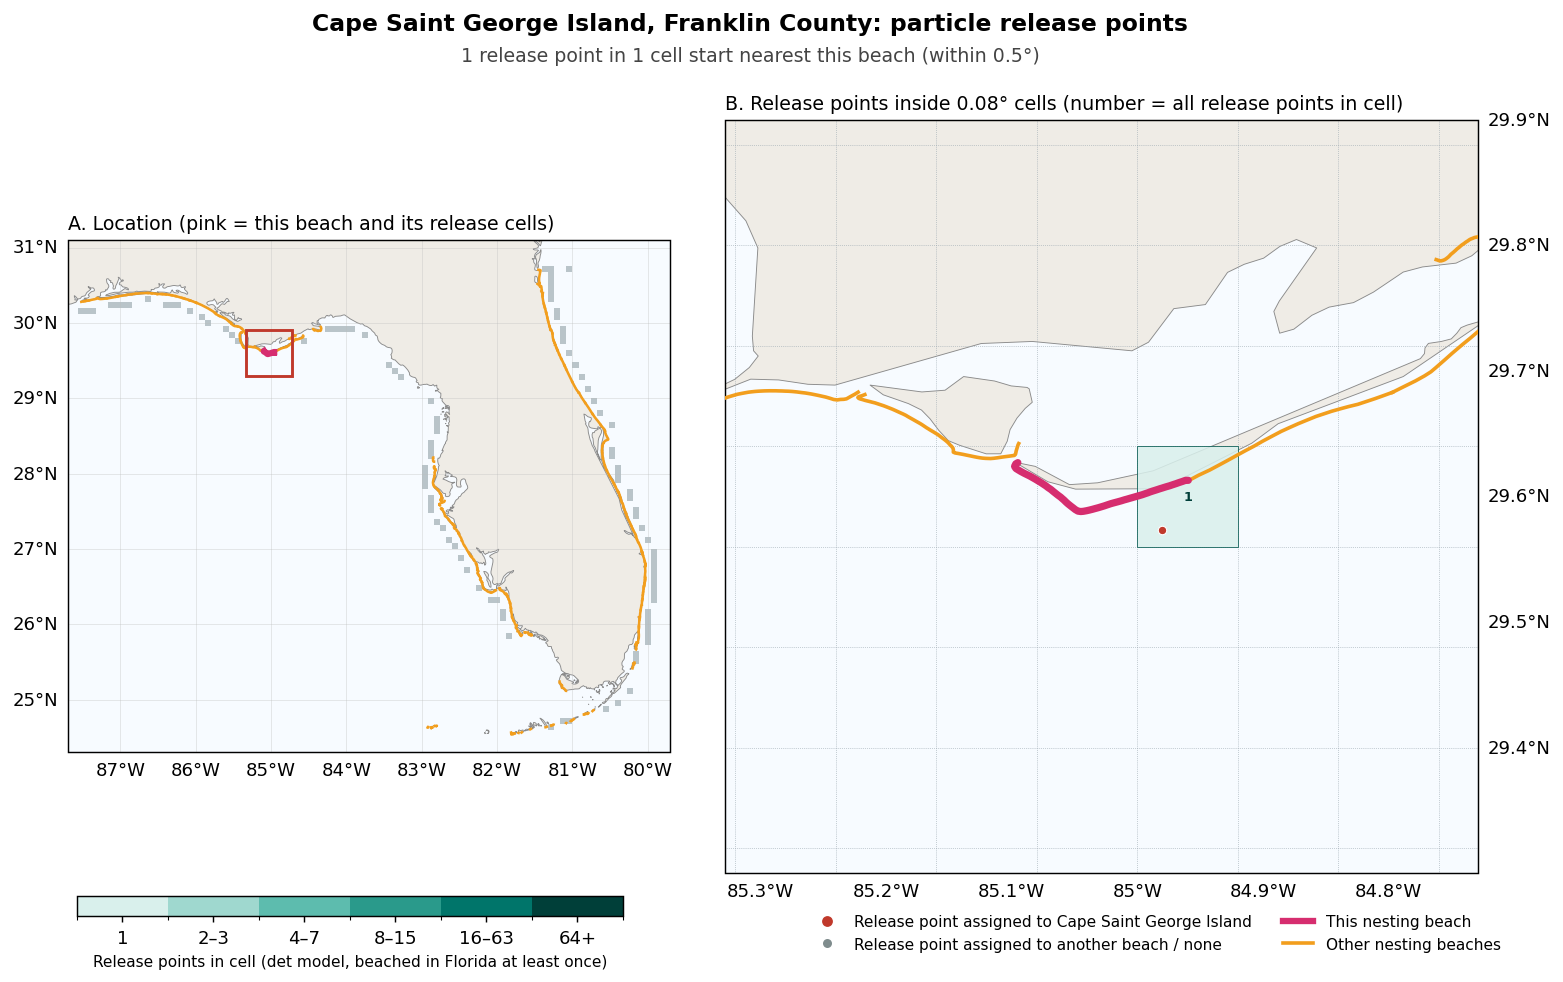 Cape Saint George Island, Franklin County: particle release points
1 release point in 1 cell start nearest this beach (within 0.5°)
A. Location (pink = this beach and its release cells)
31°N
30°N
29°N
28°N
27°N
26°N
25°N
87°W 86°W 85°W 84°W 83°W 82°W 81°W 80°W
B. Release points inside 0.08° cells (number = all release points in cell)
29.9°N
29.8°N
29.7°N
29.6°N
29.5°N
29.4°N
1
85.3°W 85.2°W 85.1°W 85°W 84.9°W 84.8°W
1 2–3 4–7 8–15 16–63 64+
Release points in cell (det model, beached in Florida at least once)
Release point assigned to Cape Saint George Island
Release point assigned to another beach / none
This nesting beach
Other nesting beaches